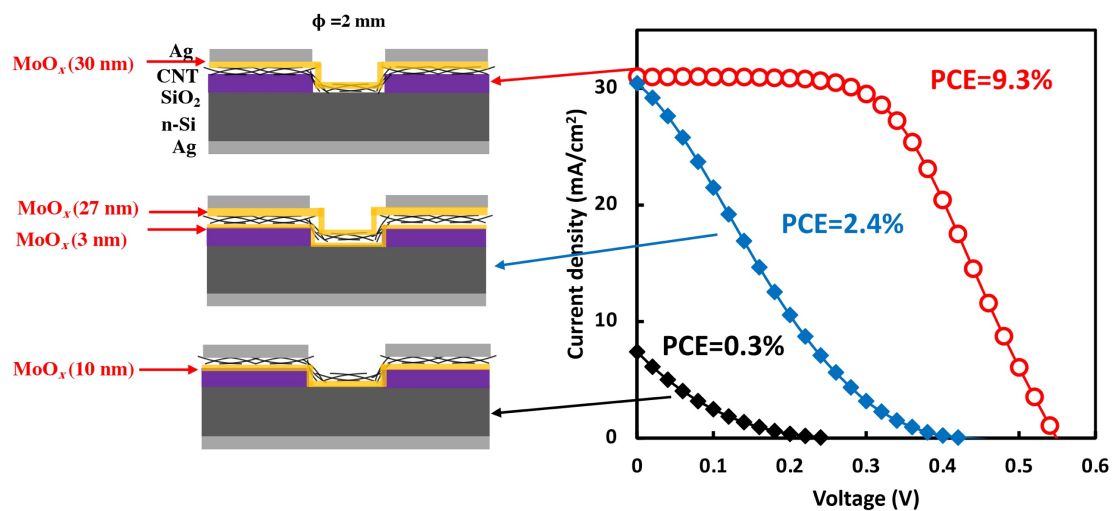 ϕ =2 mm
Ag
MoOₓ (30 nm)
CNT
SiO₂
n-Si
Ag
MoOₓ (27 nm)
MoOₓ (3 nm)
MoOₓ (10 nm)
PCE=9.3%
PCE=2.4%
PCE=0.3%
Current density (mA/cm²)
30
20
10
0
0 0.1 0.2 0.3 0.4 0.5 0.6
Voltage (V)